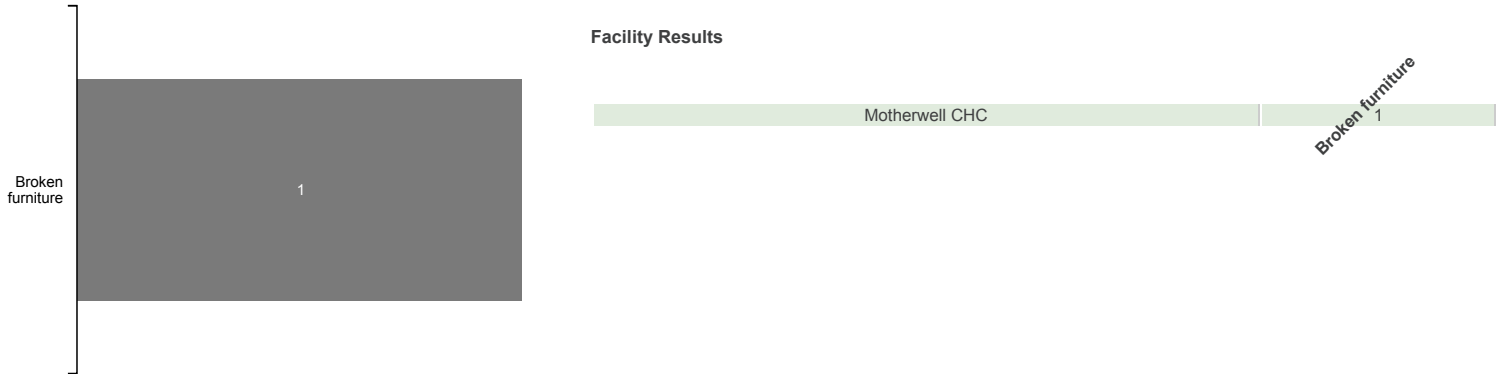 Broken
furniture
1
Facility Results
Broken furniture
Motherwell CHC 1